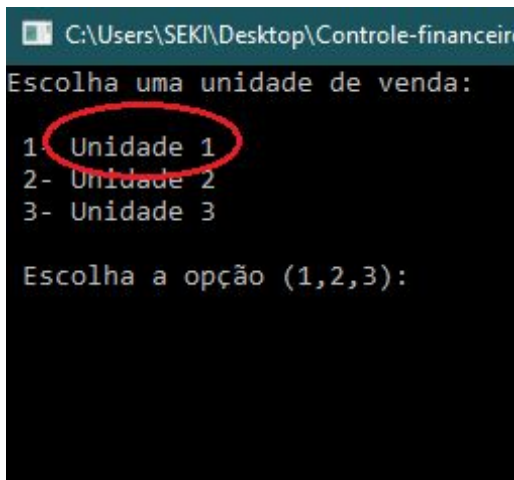 C:\Users\SEKI\Desktop\Controle-financeir
Escolha uma unidade de venda:
1- Unidade 1
2- Unidade 2
3- Unidade 3
Escolha a opção (1,2,3):